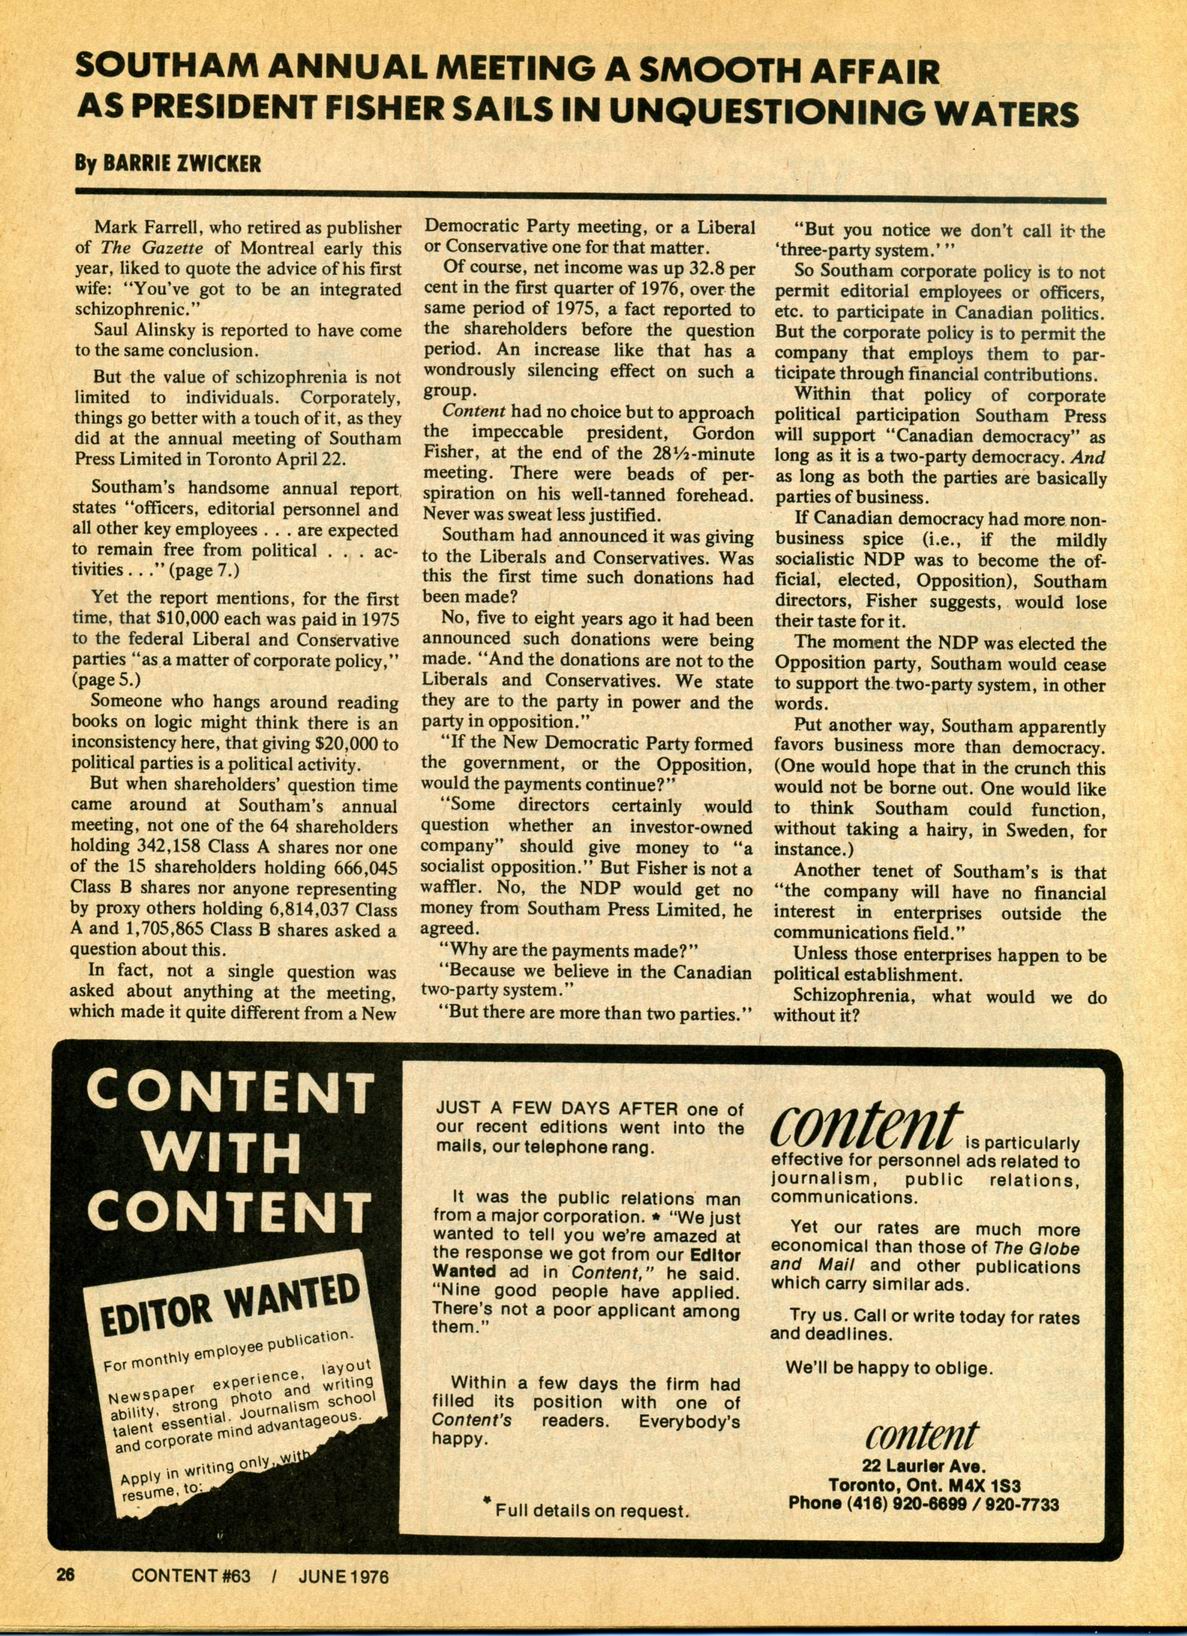 SOUTHAM ANNUAL MEETING A SMOOTH AFFAIR
AS PRESIDENT FISHER SAILS IN UNQUESTIONING WATERS
By BARRIE ZWICKER
Mark Farrell, who retired as publisher
of The Gazette of Montreal early this
year, liked to quote the advice of his first
wife: “You’ve got to be an integrated
schizophrenic.”
Saul Alinsky is reported to have come
to the same conclusion.
But the value of schizophrenia is not
limited to individuals. Corporately,
things go better with a touch of it, as they
did at the annual meeting of Southam
Press Limited in Toronto April 22.
Southam’s handsome annual report
states “officers, editorial personnel and
all other key employees . . . are expected
to remain free from political . . . ac-
tivities . . .” (page 7.)
Yet the report mentions, for the first
time, that $10,000 each was paid in 1975
to the federal Liberal and Conservative
parties “as a matter of corporate policy,”
(page 5.)
Someone who hangs around reading
books on logic might think there is an
inconsistency here, that giving $20,000 to
political parties is a political activity.
But when shareholders’ question time
came around at Southam’s annual
meeting, not one of the 64 shareholders
holding 342,158 Class A shares nor one
of the 15 shareholders holding 666,045
Class B shares nor anyone representing
by proxy others holding 6,814,037 Class
A and 1,705,865 Class B shares asked a
question about this.
In fact, not a single question was
asked about anything at the meeting,
which made it quite different from a New
Democratic Party meeting, or a Liberal
or Conservative one for that matter.
Of course, net income was up 32.8 per
cent in the first quarter of 1976, over the
same period of 1975, a fact reported to
the shareholders before the question
period. An increase like that has a
wondrously silencing effect on such a
group.
Content had no choice but to approach
the impeccable president, Gordon
Fisher, at the end of the 28½-minute
meeting. There were beads of per-
spiration on his well-tanned forehead.
Never was sweat less justified.
Southam had announced it was giving
to the Liberals and Conservatives. Was
this the first time such donations had
been made?
No, five to eight years ago it had been
announced such donations were being
made. “And the donations are not to the
Liberals and Conservatives. We state
they are to the party in power and the
party in opposition.”
“If the New Democratic Party formed
the government, or the Opposition,
would the payments continue?”
“Some directors certainly would
question whether an investor-owned
company” should give money to “a
socialist opposition.” But Fisher is not a
waffler. No, the NDP would get no
money from Southam Press Limited, he
agreed.
“Why are the payments made?”
“Because we believe in the Canadian
two-party system.”
“But there are more than two parties.”
“But you notice we don’t call it the
‘three-party system.’ ”
So Southam corporate policy is to not
permit editorial employees or officers,
etc. to participate in Canadian politics.
But the corporate policy is to permit the
company that employs them to par-
ticipate through financial contributions.
Within that policy of corporate
political participation Southam Press
will support “Canadian democracy” as
long as it is a two-party democracy. And
as long as both the parties are basically
parties of business.
If Canadian democracy had more non-
business spice (i.e., if the mildly
socialistic NDP was to become the of-
ficial, elected, Opposition), Southam
directors, Fisher suggests, would lose
their taste for it.
The moment the NDP was elected the
Opposition party, Southam would cease
to support the two-party system, in other
words.
Put another way, Southam apparently
favors business more than democracy.
(One would hope that in the crunch this
would not be borne out. One would like
to think Southam could function,
without taking a hairy, in Sweden, for
instance.)
Another tenet of Southam’s is that
“the company will have no financial
interest in enterprises outside the
communications field.”
Unless those enterprises happen to be
political establishment.
Schizophrenia, what would we do
without it?
CONTENT
WITH
CONTENT
EDITOR WANTED
For monthly employee publication.
Newspaper experience, layout
ability, strong photo and writing
talent essential. Journalism school
and corporate mind advantageous.
Apply in writing only, with
resume, to:
JUST A FEW DAYS AFTER one of
our recent editions went into the
mails, our telephone rang.
It was the public relations man
from a major corporation. * “We just
wanted to tell you we’re amazed at
the response we got from our Editor
Wanted ad in Content,” he said.
“Nine good people have applied.
There’s not a poor applicant among
them.”
Within a few days the firm had
filled its position with one of
Content’s readers. Everybody’s
happy.
* Full details on request.
content is particularly
effective for personnel ads related to
journalism, public relations,
communications.
Yet our rates are much more
economical than those of The Globe
and Mail and other publications
which carry similar ads.
Try us. Call or write today for rates
and deadlines.
We’ll be happy to oblige.
content
22 Laurier Ave.
Toronto, Ont. M4X 1S3
Phone (416) 920-6699 / 920-7733
26 CONTENT #63 / JUNE 1976